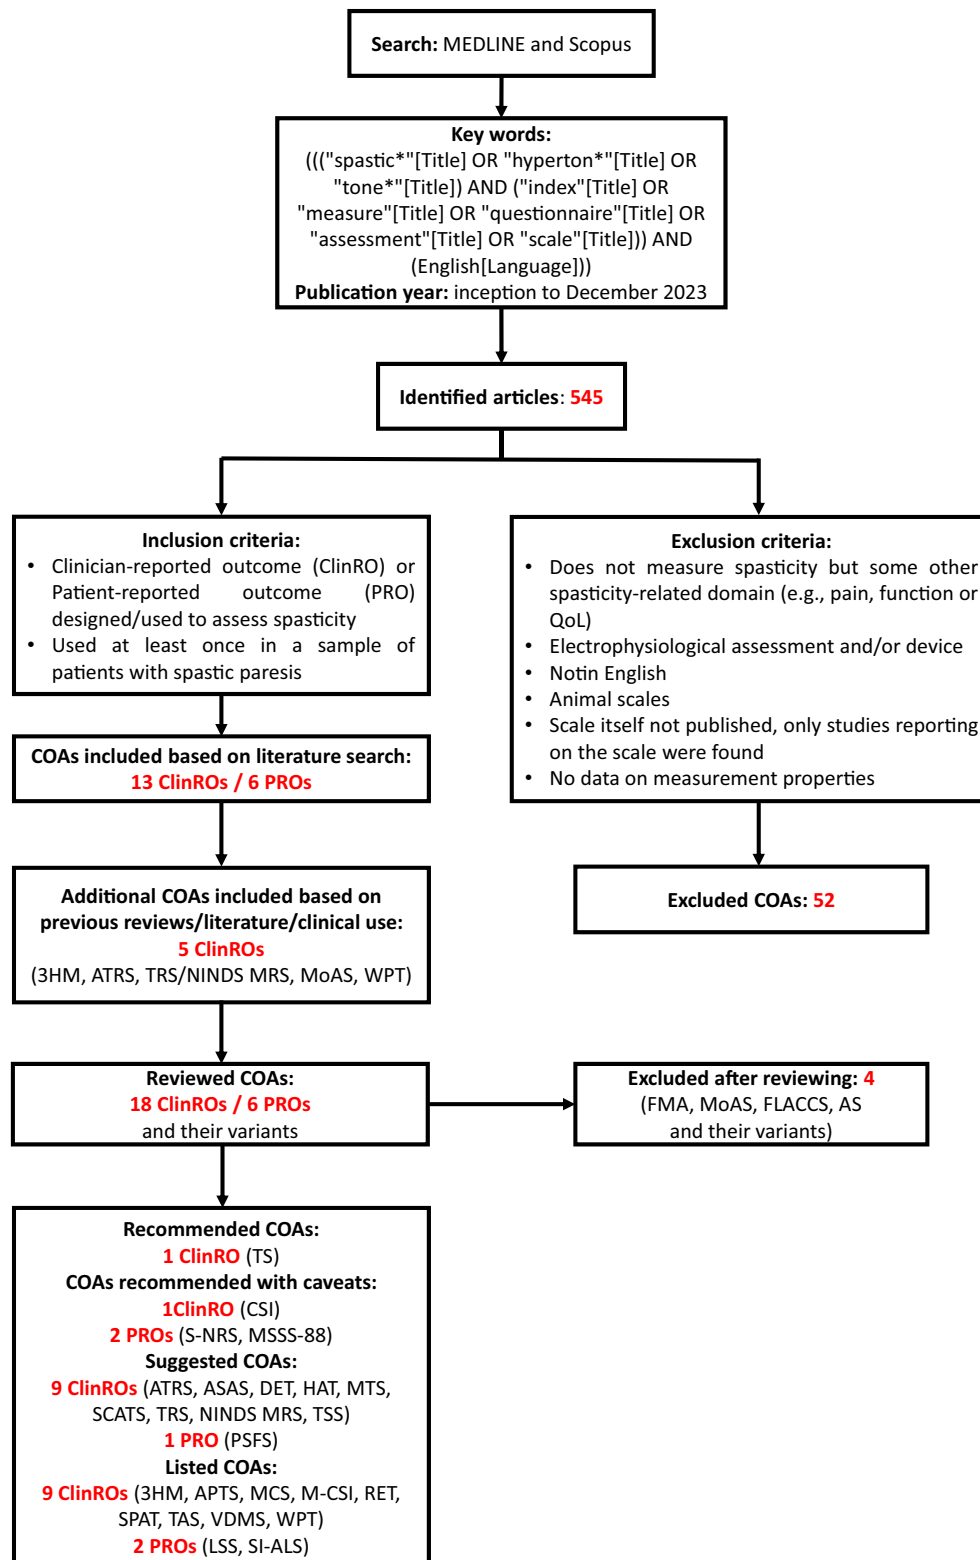 Search: MEDLINE and Scopus
Key words:
((("spastic*"[Title] OR "hyperton*"[Title] OR
"tone*"[Title]) AND ("index"[Title] OR
"measure"[Title] OR "questionnaire"[Title] OR
"assessment"[Title] OR "scale"[Title])) AND
(English[Language]))
Publication year: inception to December 2023
Identified articles: 545
Inclusion criteria:
• Clinician-reported outcome (ClinRO) or
Patient-reported outcome (PRO)
designed/used to assess spasticity
• Used at least once in a sample of
patients with spastic paresis
Exclusion criteria:
• Does not measure spasticity but some other
spasticity-related domain (e.g., pain, function or
QoL)
• Electrophysiological assessment and/or device
• Notin English
• Animal scales
• Scale itself not published, only studies reporting
on the scale were found
• No data on measurement properties
COAs included based on literature search:
13 ClinROs / 6 PROs
Excluded COAs: 52
Additional COAs included based on
previous reviews/literature/clinical use:
5 ClinROs
(3HM, ATRS, TRS/NINDS MRS, MoAS, WPT)
Reviewed COAs:
18 ClinROs / 6 PROs
and their variants
Excluded after reviewing: 4
(FMA, MoAS, FLACCS, AS
and their variants)
Recommended COAs:
1 ClinRO (TS)
COAs recommended with caveats:
1ClinRO (CSI)
2 PROs (S-NRS, MSSS-88)
Suggested COAs:
9 ClinROs (ATRS, ASAS, DET, HAT, MTS,
SCATS, TRS, NINDS MRS, TSS)
1 PRO (PSFS)
Listed COAs:
9 ClinROs (3HM, APTS, MCS, M-CSI, RET,
SPAT, TAS, VDMS, WPT)
2 PROs (LSS, SI-ALS)